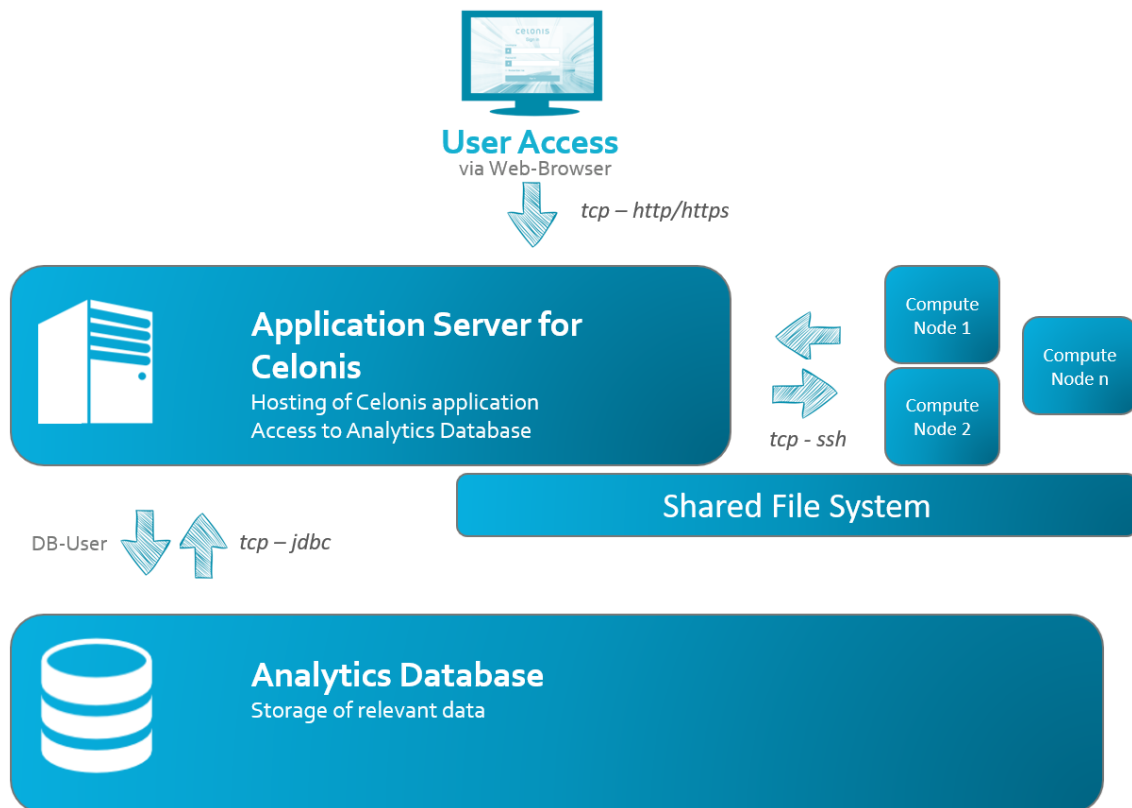 celonis
User Access
via Web-Browser
tcp – http/https
Application Server for
Celonis
Hosting of Celonis application
Access to Analytics Database
Compute
Node 1
Compute
Node 2
Compute
Node n
tcp - ssh
Shared File System
DB-User
tcp – jdbc
Analytics Database
Storage of relevant data